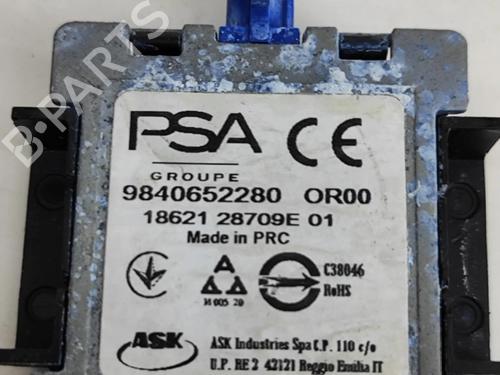 B-PARTS
PSA CE
GROUPE
9840652280 OR00
18621 28709E 01
Made in PRC
A
C38046
RoHS
ASK
ASK Industries Spa C.P. 110 c/o
U.P. RE 2 42121 Reggio Emilia IT